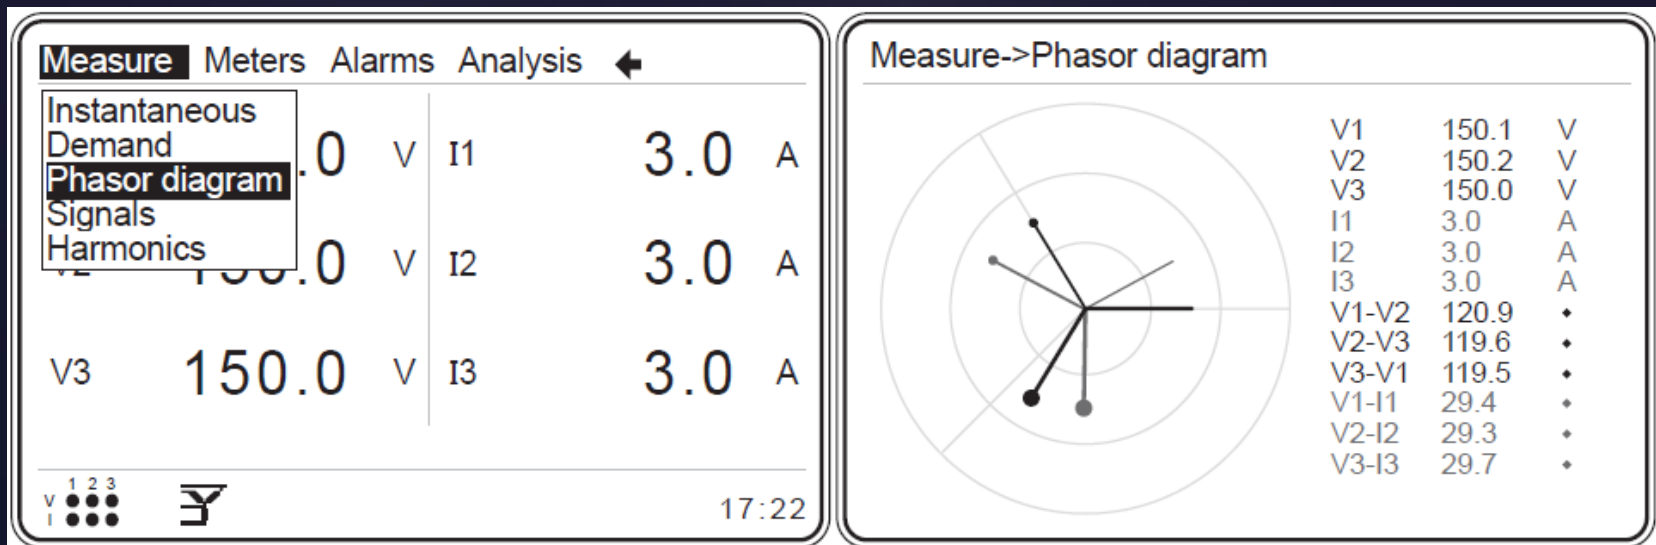 Measure Meters Alarms Analysis
Instantaneous
Demand
Phasor diagram
Signals
Harmonics
.0 V I1 3.0 A
.0 V I2 3.0 A
V3 150.0 V I3 3.0 A
1 2 3
V
I
17:22
Measure->Phasor diagram
V1 150.1 V
V2 150.2 V
V3 150.0 V
I1 3.0 A
I2 3.0 A
I3 3.0 A
V1-V2 120.9
V2-V3 119.6
V3-V1 119.5
V1-I1 29.4
V2-I2 29.3
V3-I3 29.7